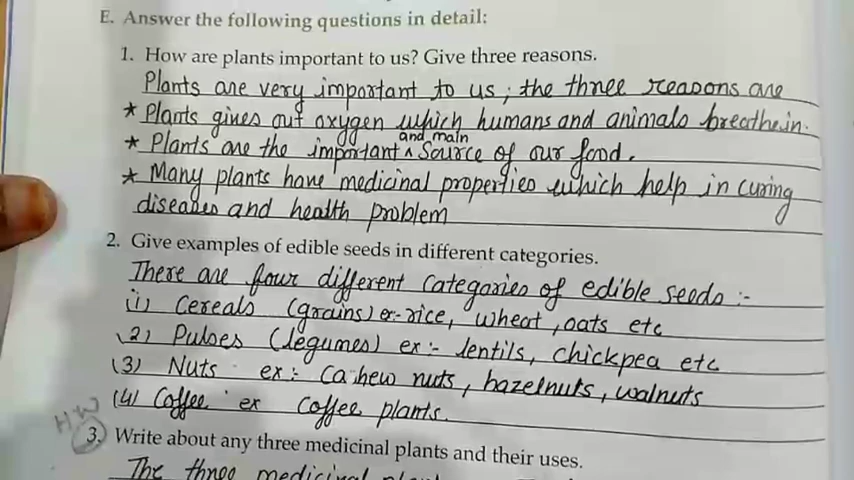 E. Answer the following questions in detail:
1. How are plants important to us? Give three reasons.
Plants are very important to us; the three reasons are
* Plants gives out oxygen which humans and animals breathe in.
and main
* Plants are the important ^ Source of our food.
* Many plants have medicinal properties which help in curing
diseases and health problem
2. Give examples of edible seeds in different categories.
There are four different Categories of edible seeds :-
(1) Cereals (grains) ex- rice, wheat, oats etc
(2) Pulses (legumes) ex :- lentils, chickpea etc
(3) Nuts ex :- Cashew nuts, hazelnuts, walnuts
(4) Coffee ex Coffee plants.
HW
3. Write about any three medicinal plants and their uses.
The three medicinal